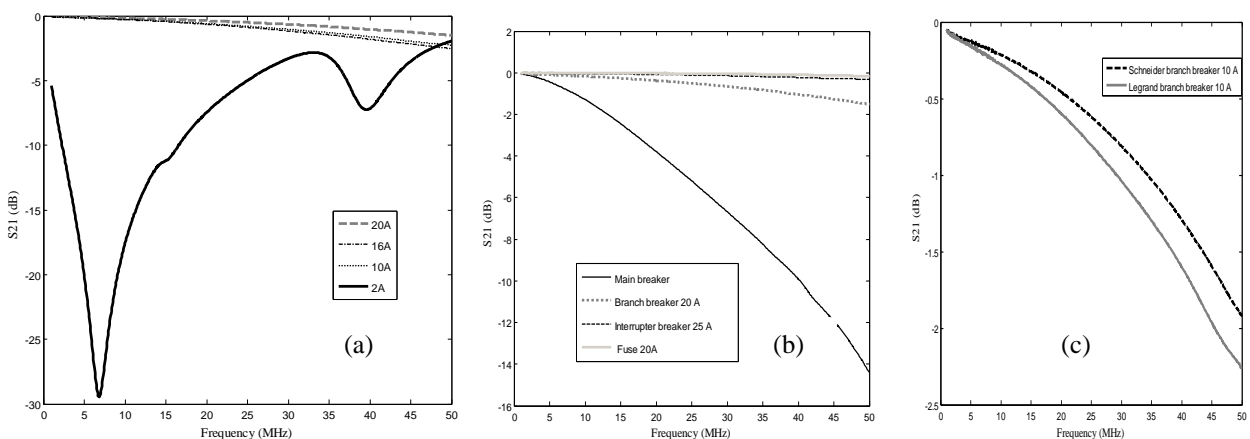 0
-5
-10
-15
-20
-25
-30
S21 (dB)
0 5 10 15 20 25 30 35 40 45 50
Frequency (MHz)
20A
16A
10A
2A
(a)
2
0
-2
-4
-6
-8
-10
-12
-14
-16
S21 (dB)
0 5 10 15 20 25 30 35 40 45 50
Frequency (MHz)
Main breaker
Branch breaker 20 A
Interrupter breaker 25 A
Fuse 20A
(b)
0
-0.5
-1
-1.5
-2
-2.5
S21 (dB)
0 5 10 15 20 25 30 35 40 45 50
Frequency (MHz)
Schneider branch breaker 10 A
Legrand branch breaker 10 A
(c)